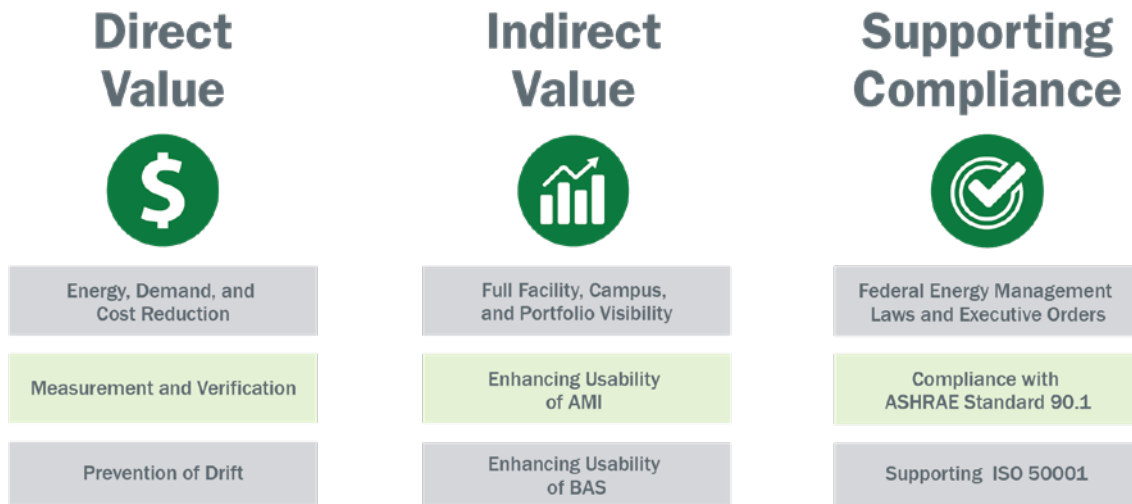 Direct
Value
$
Energy, Demand, and
Cost Reduction
Measurement and Verification
Prevention of Drift
Indirect
Value
Full Facility, Campus,
and Portfolio Visibility
Enhancing Usability
of AMI
Enhancing Usability
of BAS
Supporting
Compliance
Federal Energy Management
Laws and Executive Orders
Compliance with
ASHRAE Standard 90.1
Supporting ISO 50001